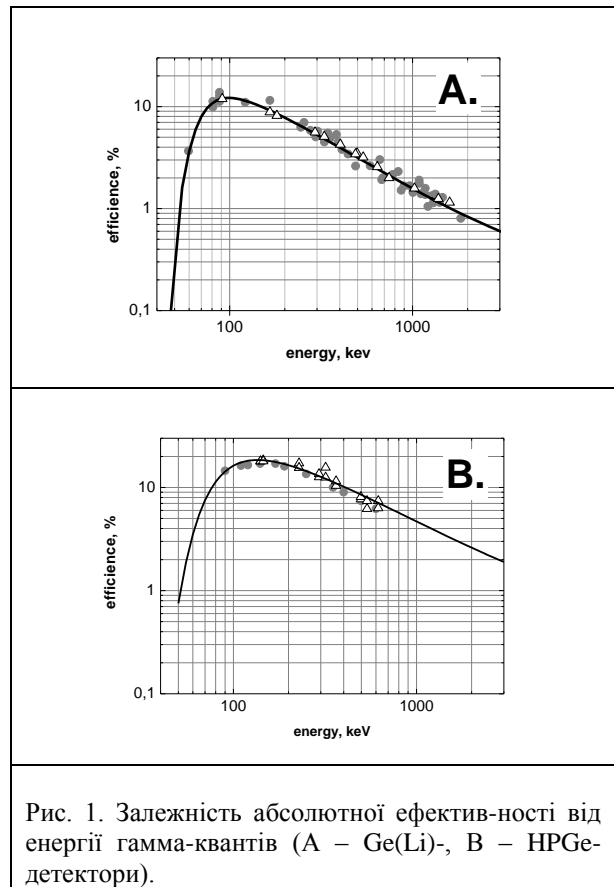 A.
10
1
0,1
100
1000
efficience, %
energy, kev
B.
10
1
0,1
100
1000
efficience, %
energy, keV
Рис. 1. Залежність абсолютної ефектив-ності від
енергії гамма-квантів (А – Ge(Li)-, В – HPGe-
детектори).